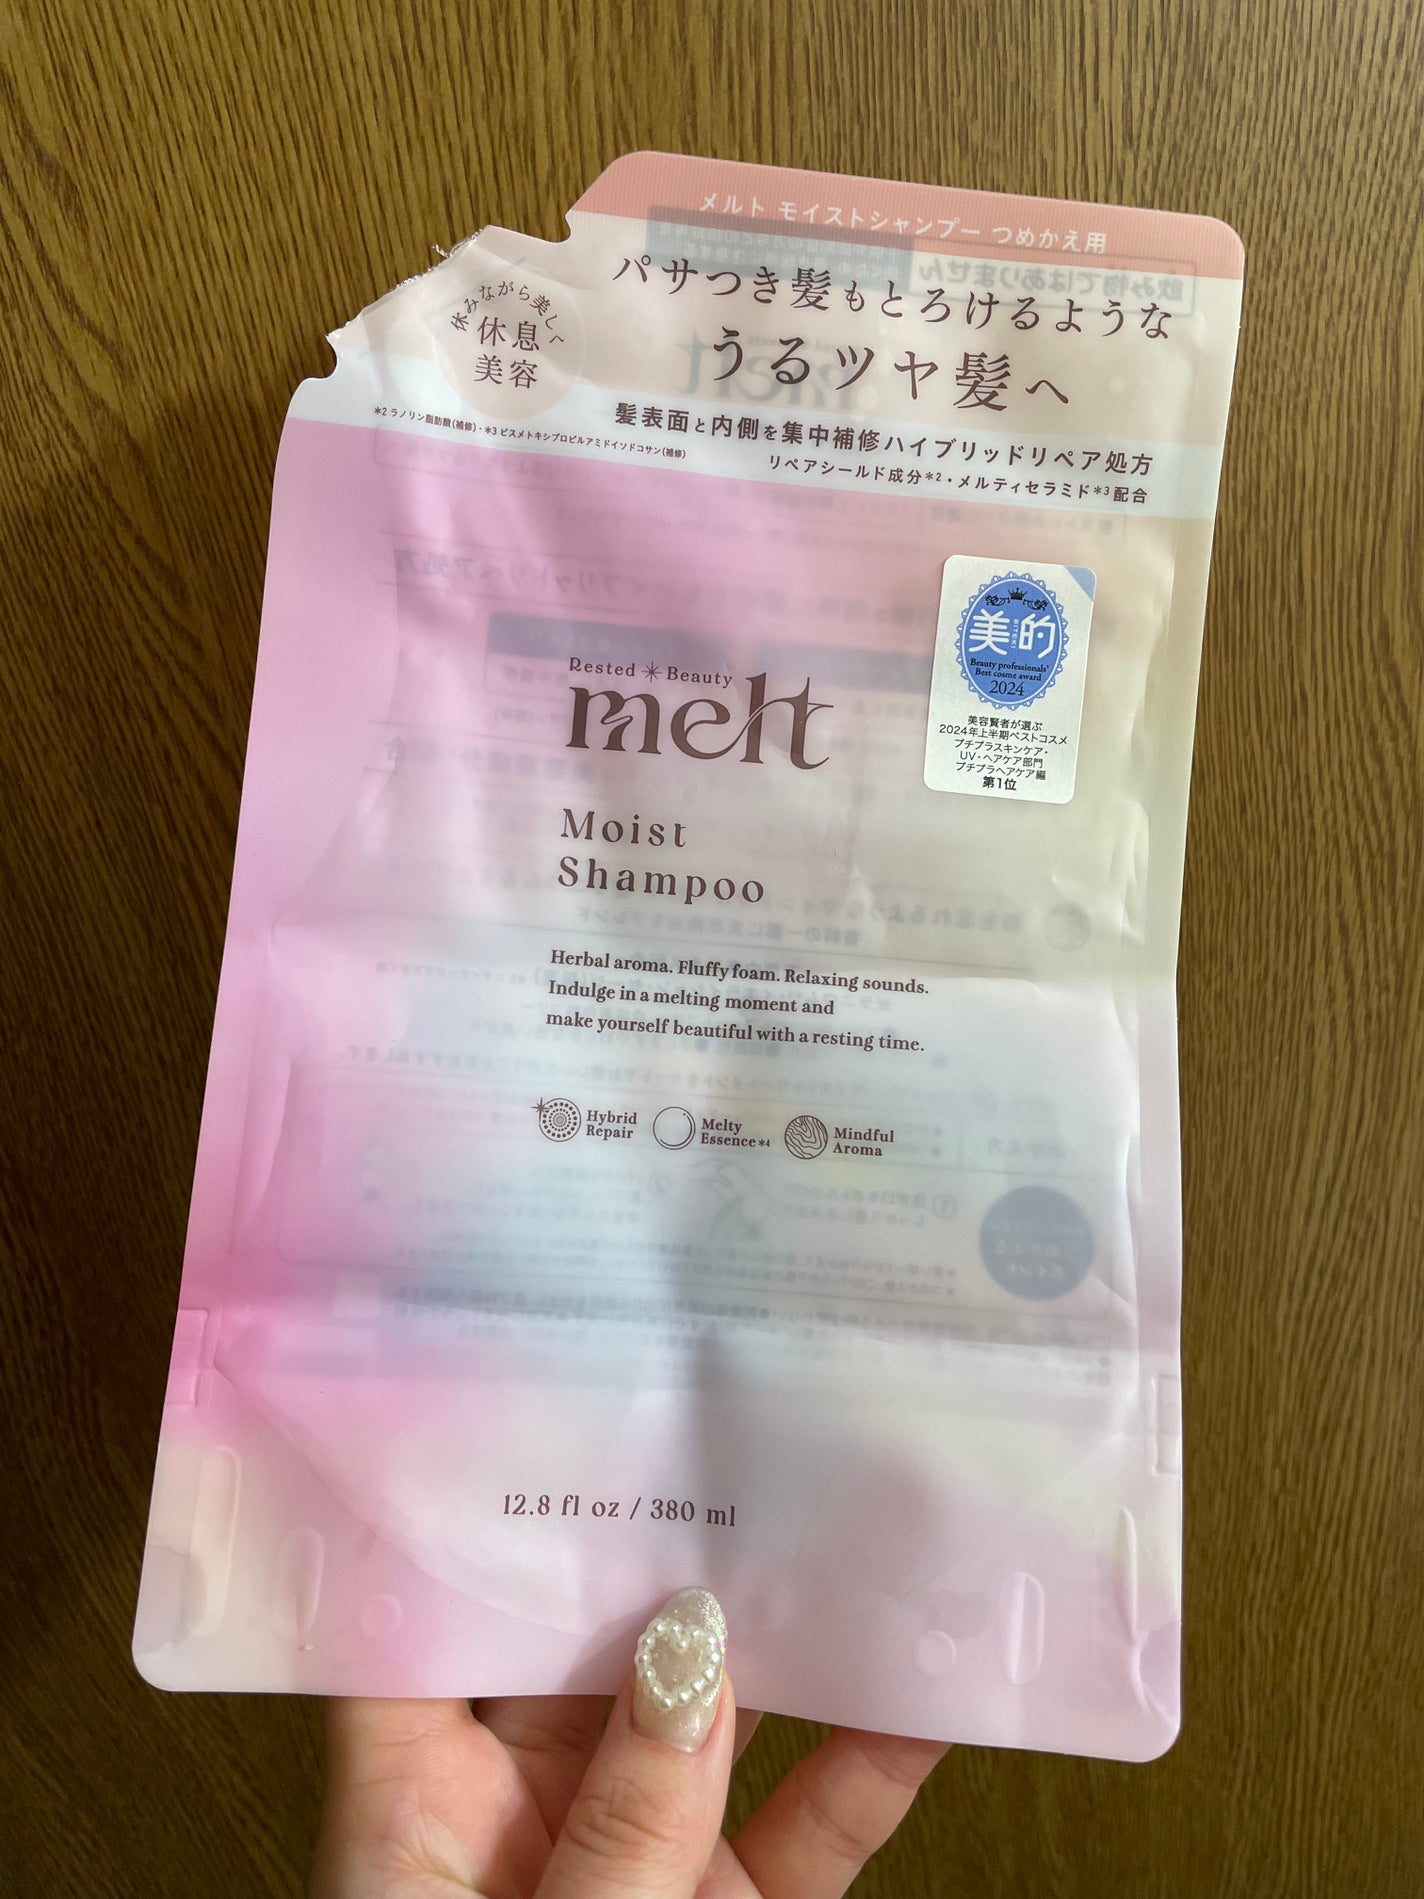 メルト モイストシャンプー つめかえ用
パサつき髪もとろけるような
うるツヤ髪へ
休みながら美しく
休息
美容
髪表面と内側を集中補修ハイブリッドリペア処方
リペアシールド成分*2・メルティセラミド*3配合
*2 ラノリン脂肪酸(補修)・*3 ビスメトキシプロピルアミドイソドコサン(補修)
美的
BITEKI
Beauty professionals'
Best cosme award
2024
美容賢者が選ぶ
2024年上半期ベストコスメ
プチプラスキンケア・
UV・ヘアケア部門
プチプラヘアケア編
第1位
Rested Beauty
melt
Moist
Shampoo
Herbal aroma. Fluffy foam. Relaxing sounds.
Indulge in a melting moment and
make yourself beautiful with a resting time.
Hybrid
Repair
Melty
Essence*4
Mindful
Aroma
12.8 fl oz / 380 ml